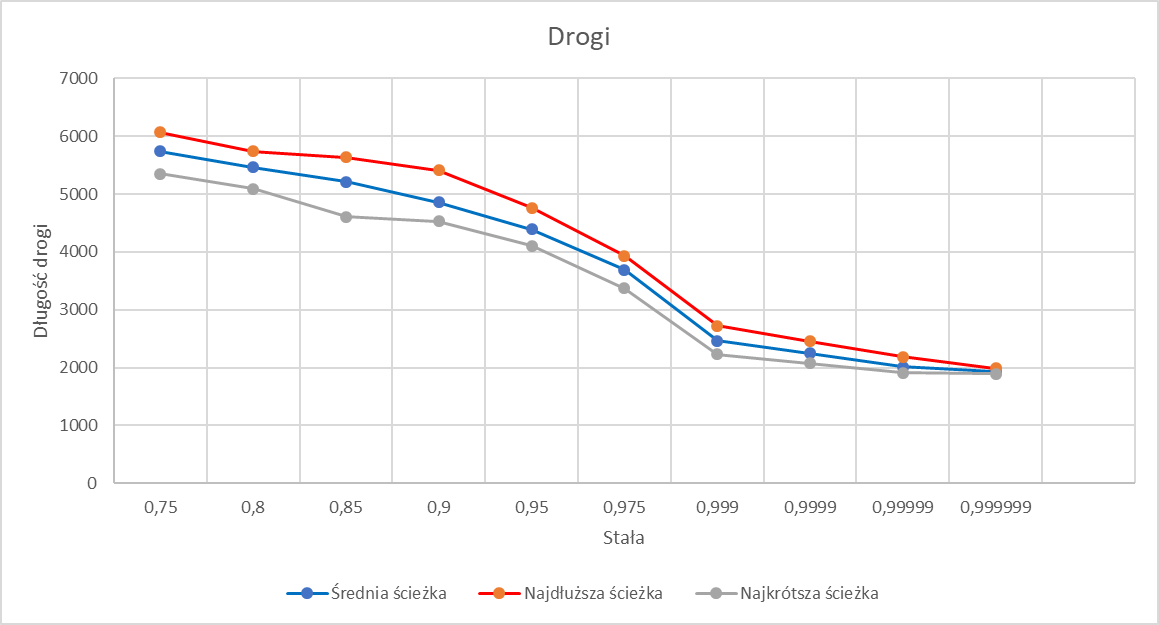 Drogi
7000
6000
5000
4000
3000
2000
1000
0
Długość drogi
0,75 0,8 0,85 0,9 0,95 0,975 0,999 0,9999 0,99999 0,999999
Stała
Średnia ścieżka Najdłuższa ścieżka Najkrótsza ścieżka